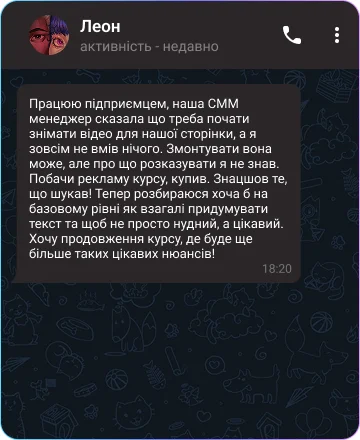 Леон
активність - недавно
Працюю підприємцем, наша СММ
менеджер сказала що треба почати
знімати відео для нашої сторінки, а я
зовсім не вмів нічого. Змонтувати вона
може, але про що розказувати я не знав.
Побачи рекламу курсу, купив. Знацшов те,
що шукав! Тепер розбираюся хоча б на
базовому рівні як взагалі придумувати
текст та щоб не просто нудний, а цікавий.
Хочу продовження курсу, де буде ще
більше таких цікавих нюансів!
18:20